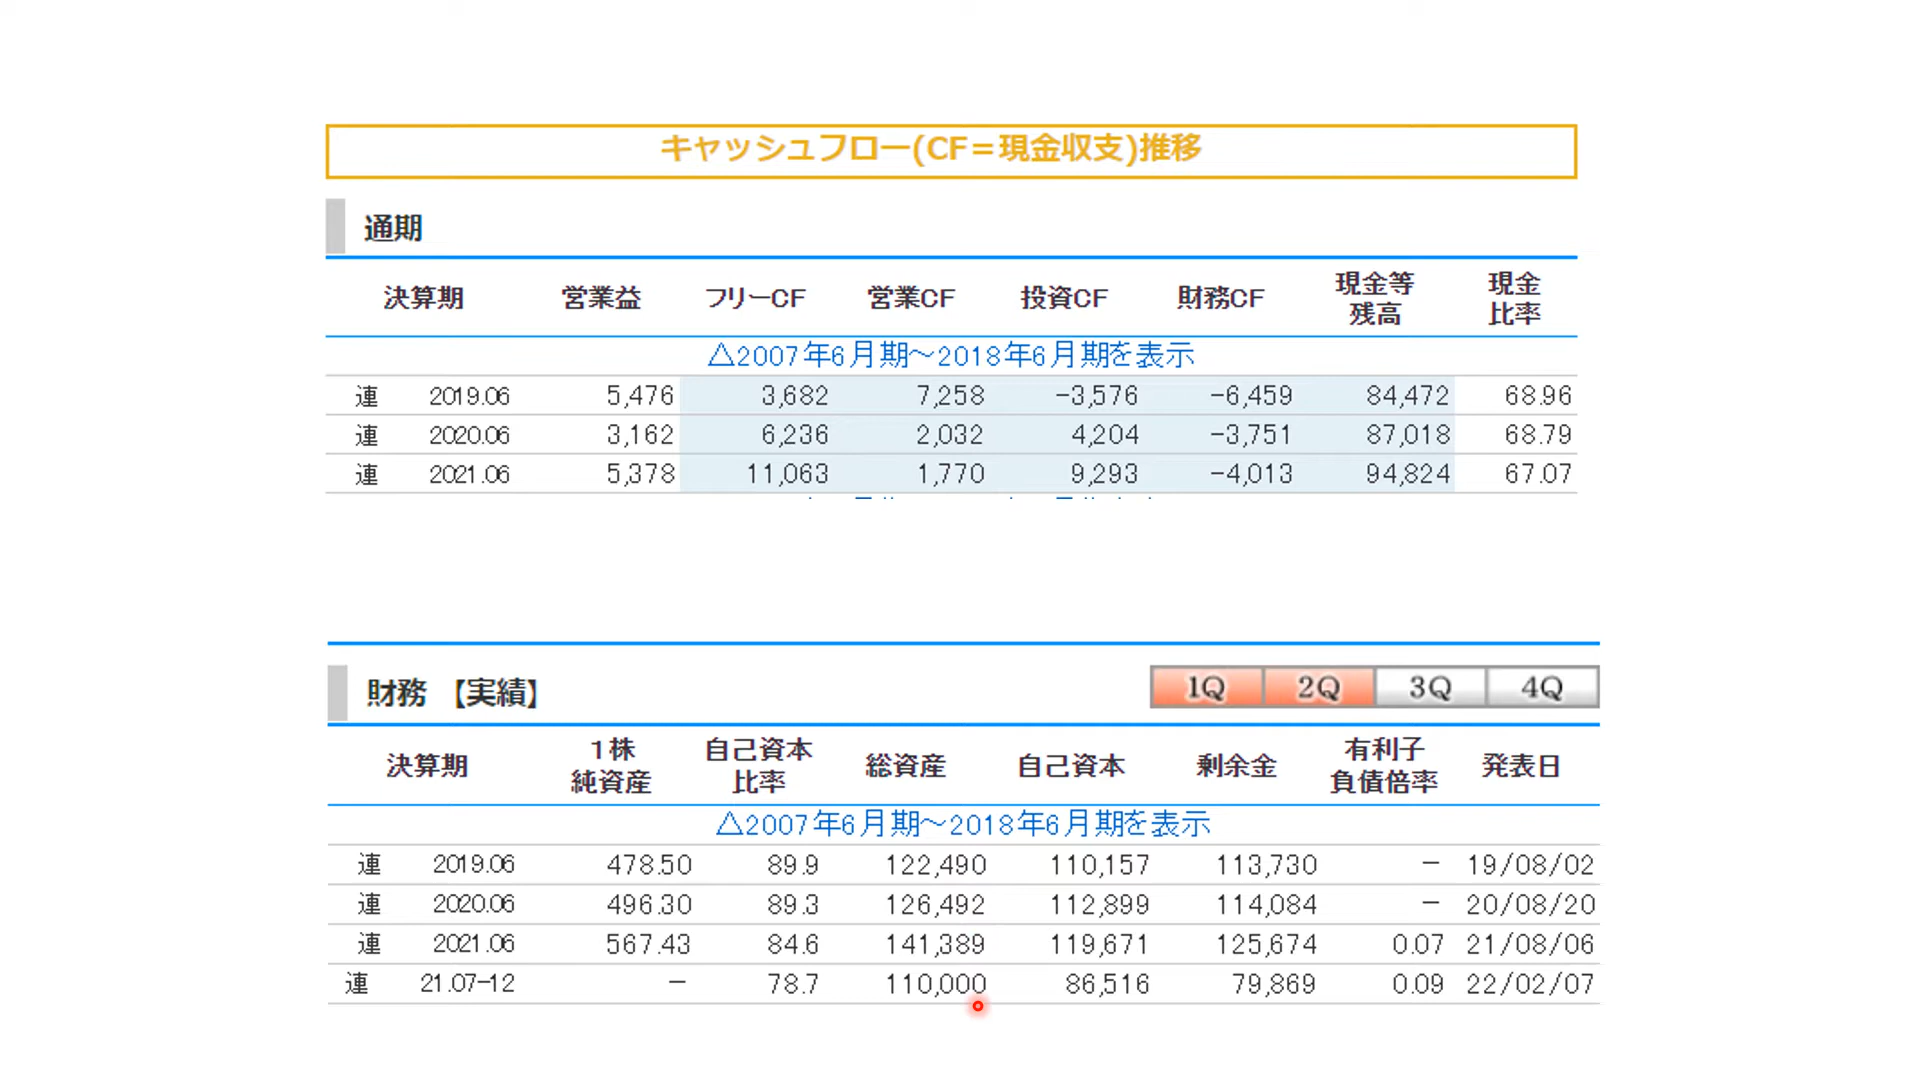 キャッシュフロー(CF=現金収支)推移
通期
決算期 営業益 フリーCF 営業CF 投資CF 財務CF 現金等残高 現金比率
△2007年6月期～2018年6月期を表示
連 2019.06 5,476 3,682 7,258 -3,576 -6,459 84,472 68.96
連 2020.06 3,162 6,236 2,032 4,204 -3,751 87,018 68.79
連 2021.06 5,378 11,063 1,770 9,293 -4,013 94,824 67.07
財務 【実績】 1Q 2Q 3Q 4Q
決算期 1株純資産 自己資本比率 総資産 自己資本 剰余金 有利子負債倍率 発表日
△2007年6月期～2018年6月期を表示
連 2019.06 478.50 89.9 122,490 110,157 113,730 － 19/08/02
連 2020.06 496.30 89.3 126,492 112,899 114,084 － 20/08/20
連 2021.06 567.43 84.6 141,389 119,671 125,674 0.07 21/08/06
連 21.07-12 － 78.7 110,000 86,516 79,869 0.09 22/02/07